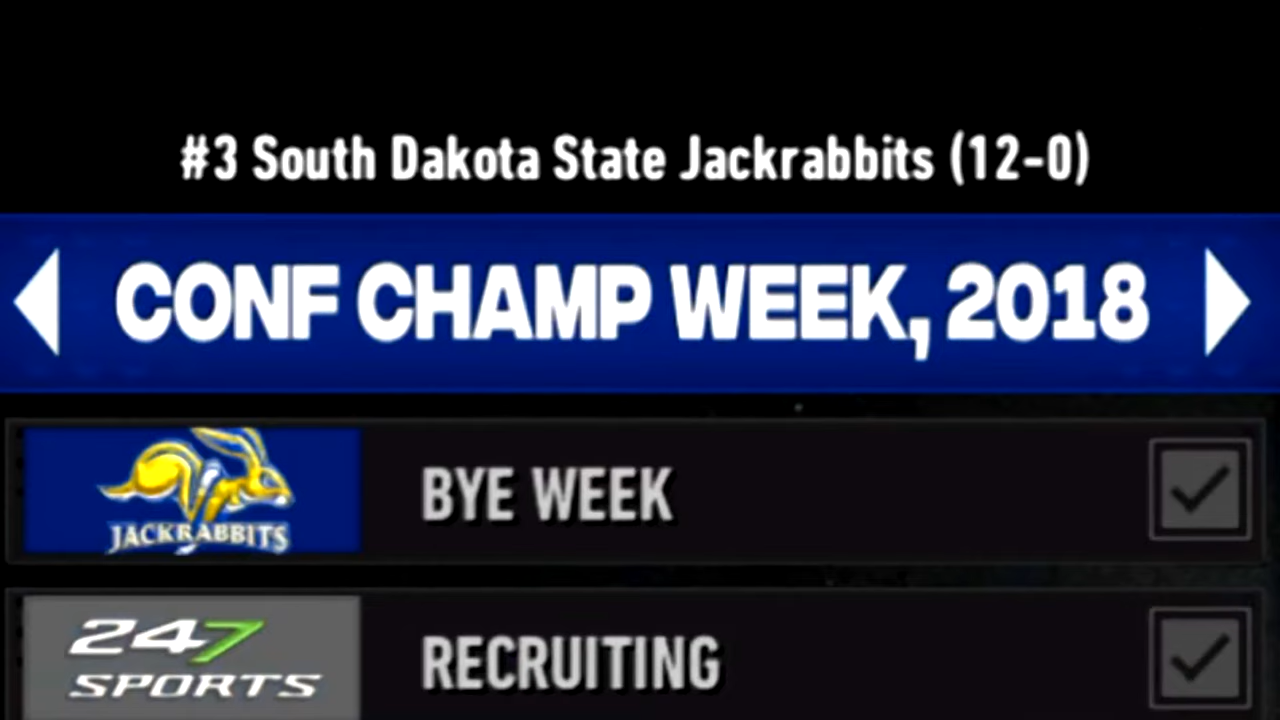 #3 South Dakota State Jackrabbits (12-0)
CONF CHAMP WEEK, 2018
JACKRABBITS
BYE WEEK
247
SPORTS
RECRUITING